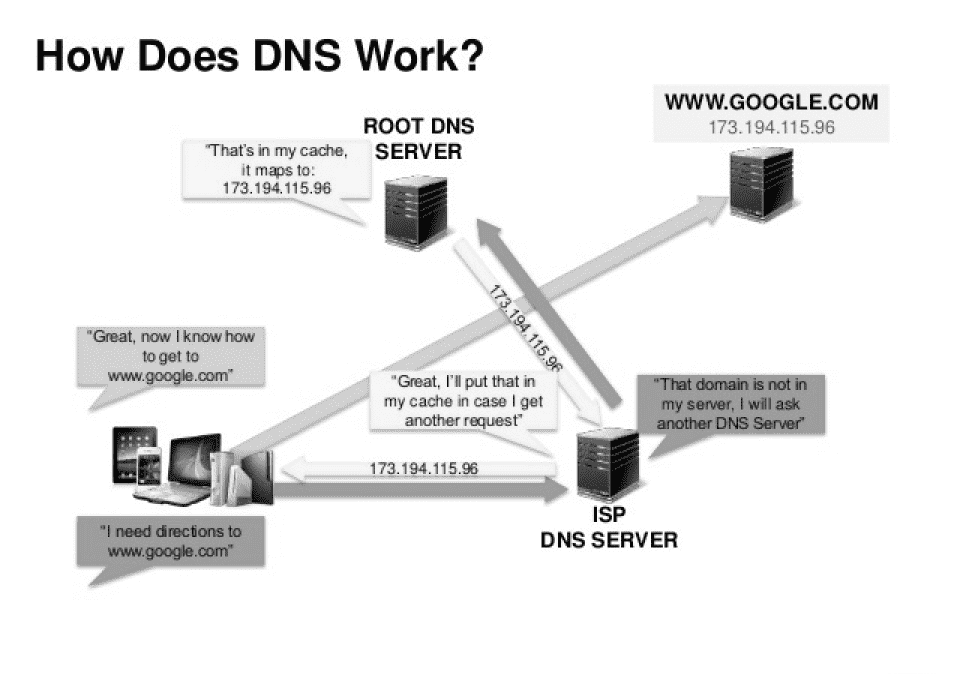 How Does DNS Work?
WWW.GOOGLE.COM
173.194.115.96
ROOT DNS
SERVER
“That’s in my cache,
it maps to:
173.194.115.96
173.194.115.96
“Great, now I know how
to get to
www.google.com”
“Great, I’ll put that in
my cache in case I get
another request”
“That domain is not in
my server, I will ask
another DNS Server”
173.194.115.96
ISP
DNS SERVER
“I need directions to
www.google.com”